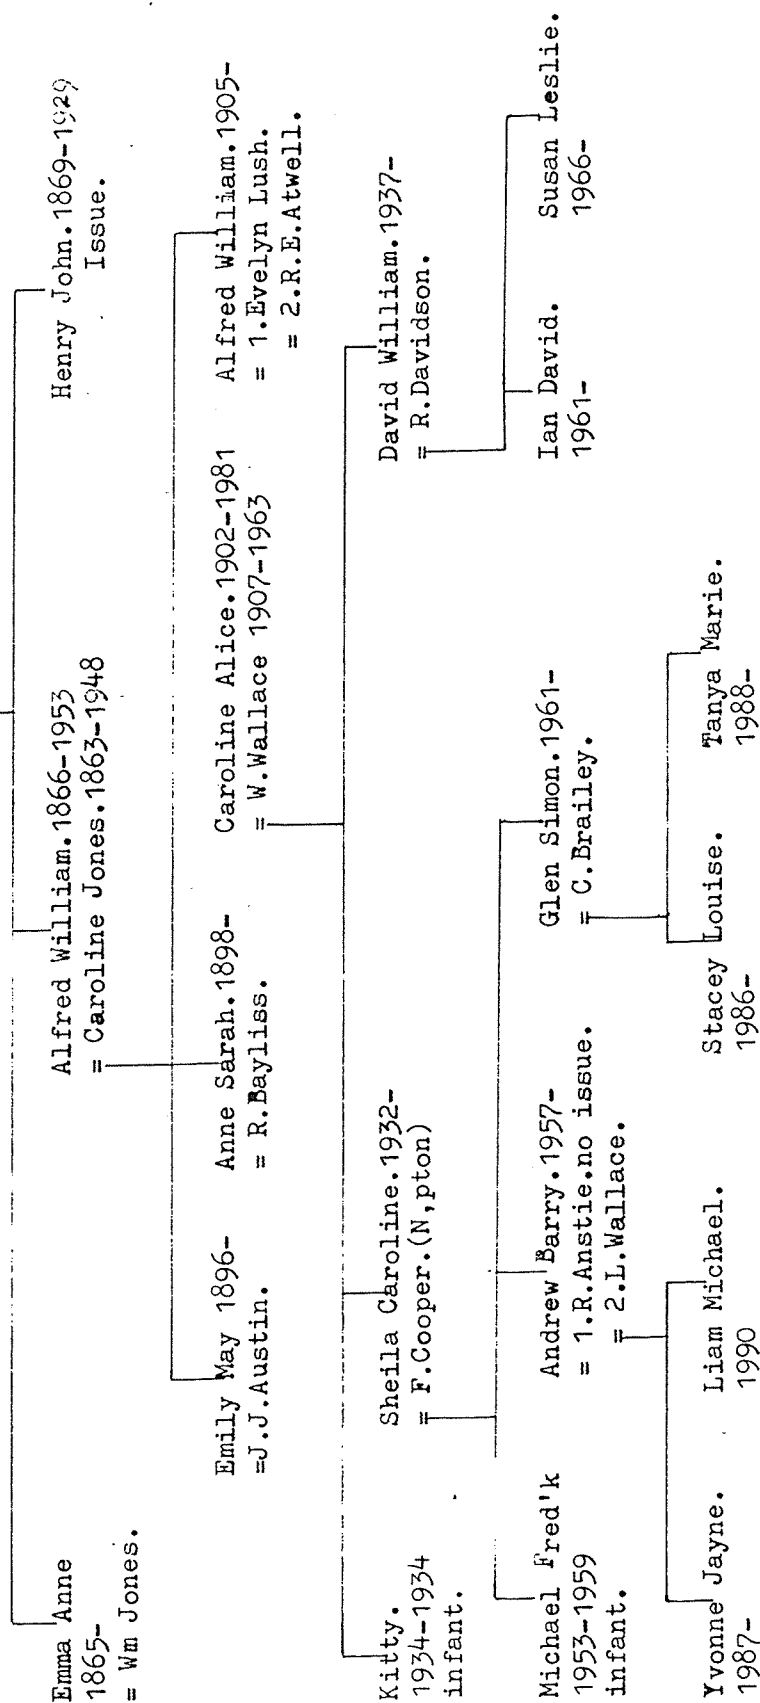 Emma Anne
1865-
= Wm Jones.
Alfred William.1866-1953
= Caroline Jones.1863-1948
Henry John.1869-1929
Issue.
Emily May 1896-
=J.J.Austin.
Anne Sarah.1898-
= R.Bayliss.
Caroline Alice.1902-1981
= W.Wallace 1907-1963
Alfred William.1905-
= 1.Evelyn Lush.
= 2.R.E.Atwell.
Kitty.
1934-1934
infant.
Sheila Caroline.1932-
= F.Cooper.(N,pton)
David William.1937-
= R.Davidson.
Michael Fred'k
1953-1959
infant.
Andrew Barry.1957-
= 1.R.Anstie.no issue.
= 2.L.Wallace.
Glen Simon.1961-
= C.Brailey.
Ian David.
1961-
Susan Leslie.
1966-
Yvonne Jayne.
1987-
Liam Michael.
1990
Stacey Louise.
1986-
Tanya Marie.
1988-